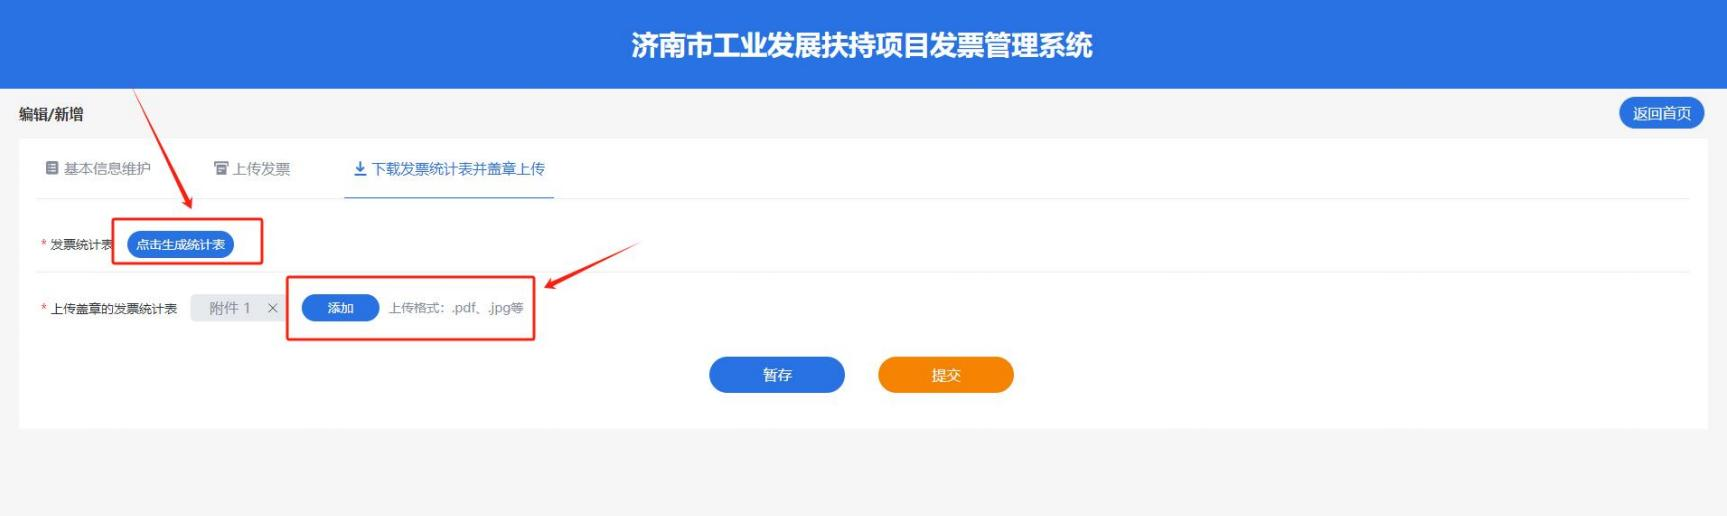 济南市工业发展扶持项目发票管理系统
编辑/新增
返回首页
基本信息维护
上传发票
下载发票统计表并盖章上传
* 发票统计表
点击生成统计表
* 上传盖章的发票统计表
附件 1 ×
添加
上传格式：.pdf、.jpg等
暂存
提交